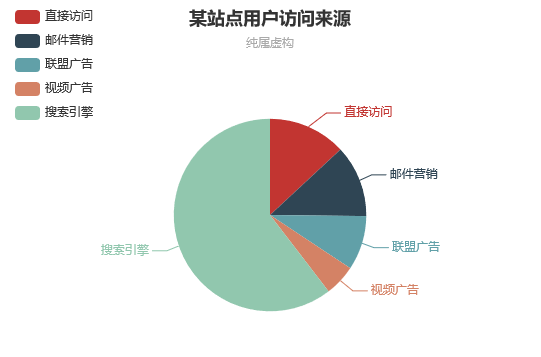 某站点用户访问来源
纯属虚构
直接访问
邮件营销
联盟广告
视频广告
搜索引擎
直接访问
邮件营销
联盟广告
视频广告
搜索引擎